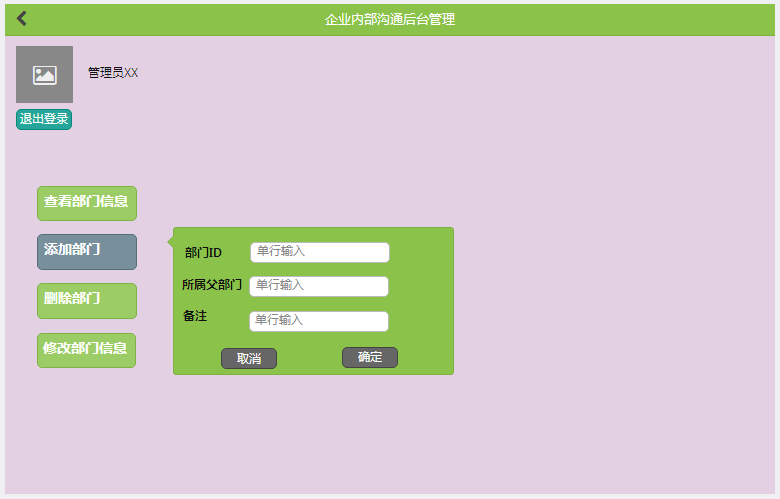 企业内部沟通后台管理
管理员XX
退出登录
查看部门信息
添加部门
部门ID 单行输入
所属父部门 单行输入
删除部门
备注 单行输入
修改部门信息
取消 确定